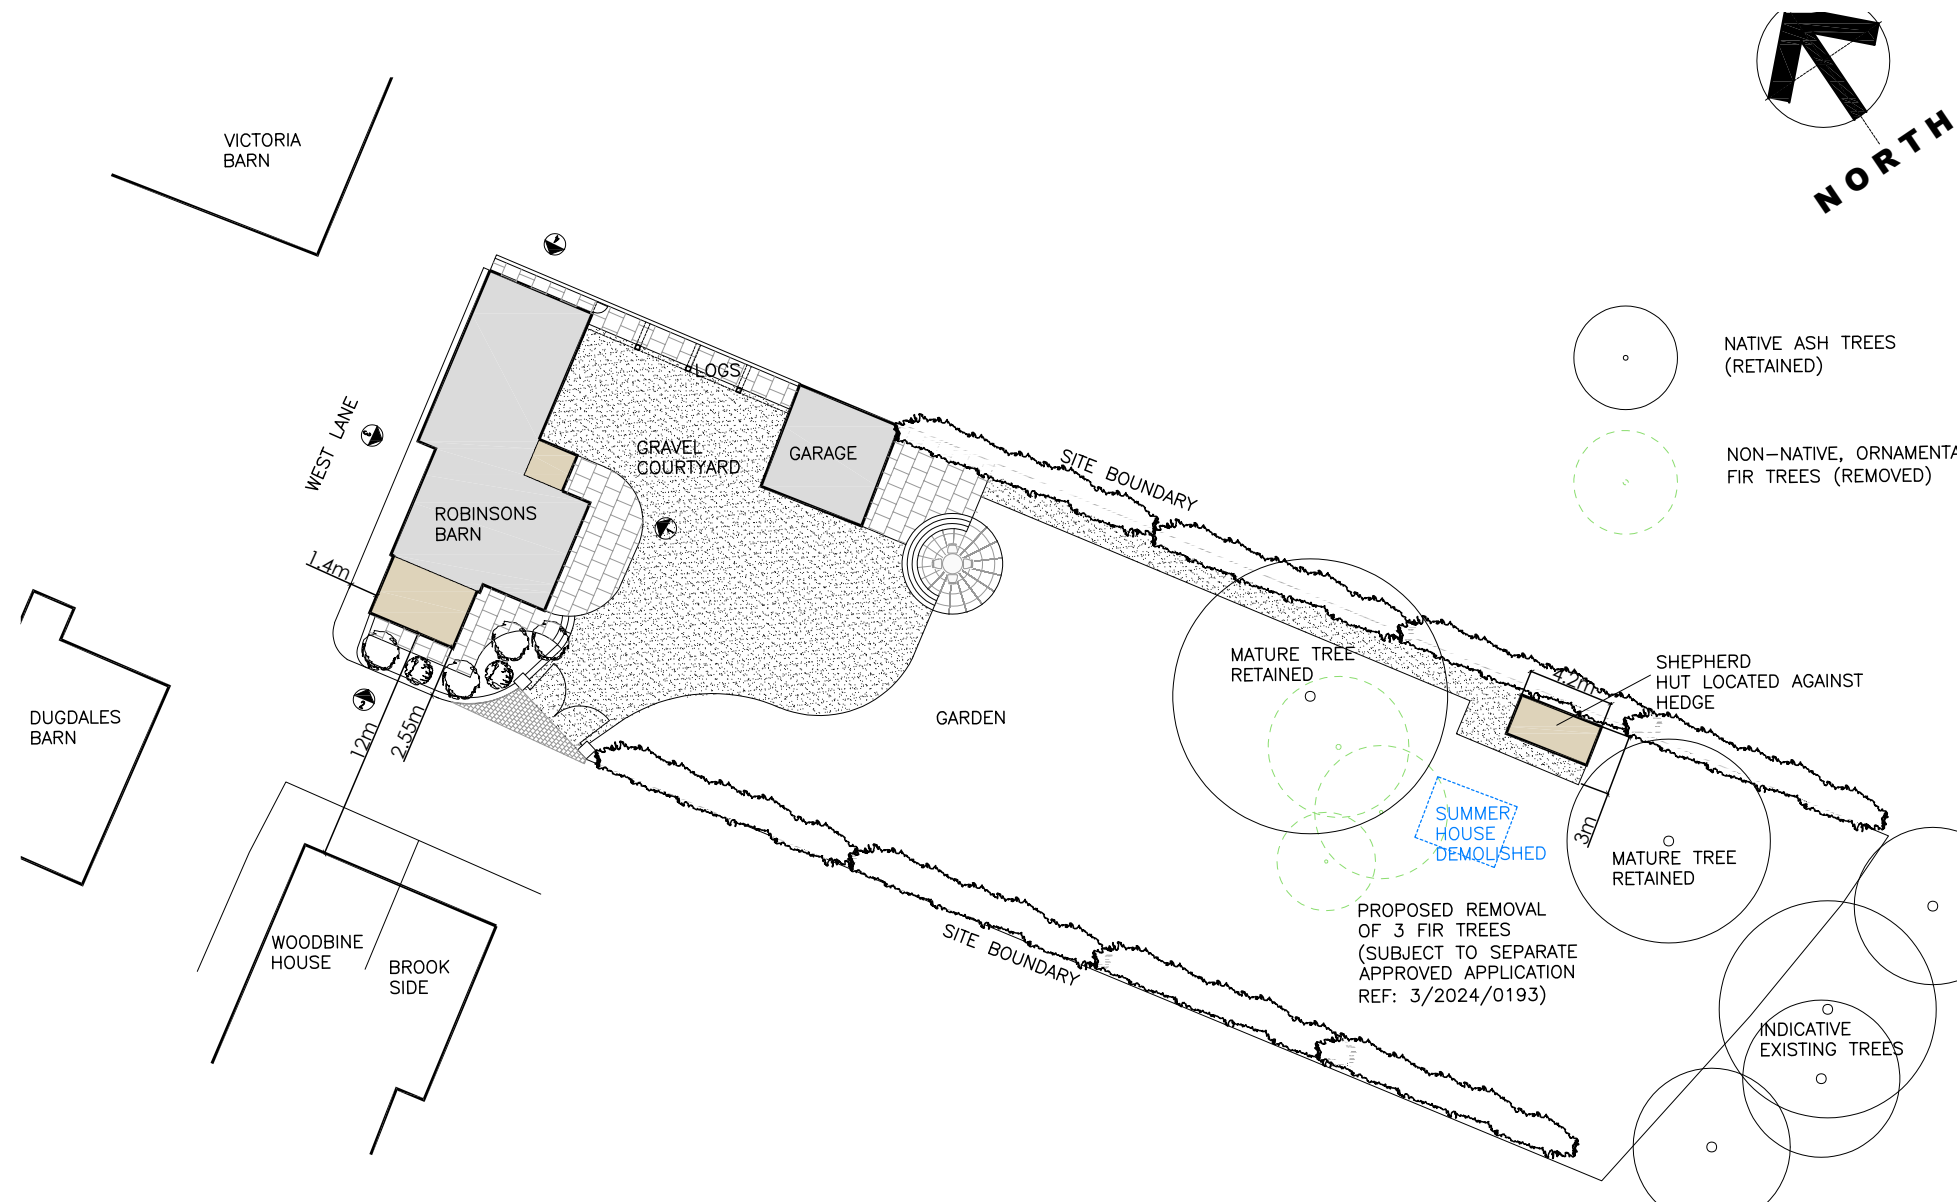 NORTH
VICTORIA
BARN
NATIVE ASH TREES
(RETAINED)
NON-NATIVE, ORNAMENTA
FIR TREES (REMOVED)
LOGS
WEST LANE
GRAVEL
COURTYARD
GARAGE
SITE BOUNDARY
ROBINSONS
BARN
1.4m
MATURE TREE
RETAINED
SHEPHERD
HUT LOCATED AGAINST
HEDGE
4.2m
DUGDALES
BARN
12m
2.55m
GARDEN
SUMMER
HOUSE
DEMOLISHED
3m
MATURE TREE
RETAINED
PROPOSED REMOVAL
OF 3 FIR TREES
(SUBJECT TO SEPARATE
APPROVED APPLICATION
REF: 3/2024/0193)
SITE BOUNDARY
WOODBINE
HOUSE
BROOK
SIDE
INDICATIVE
EXISTING TREES